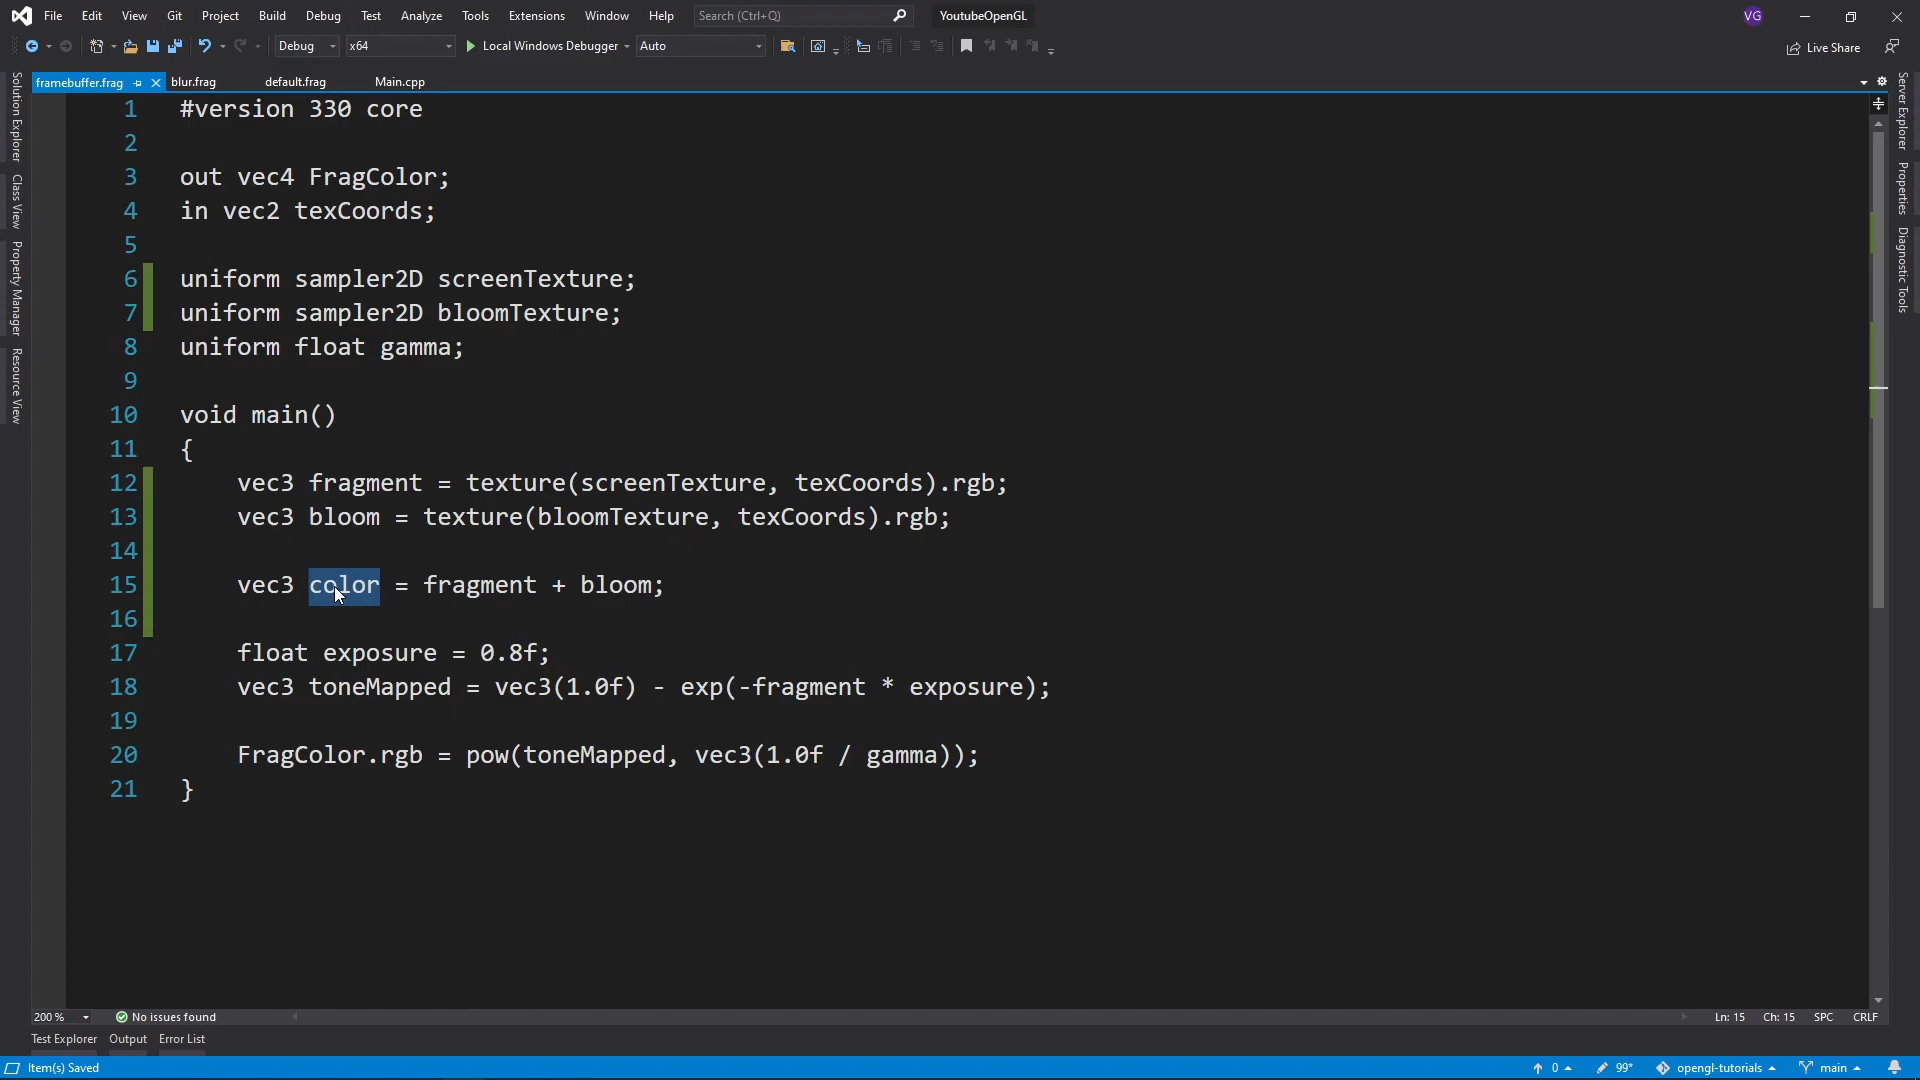 File Edit View Git Project Build Debug Test Analyze Tools Extensions Window Help Search (Ctrl+Q) YoutubeOpenGL VG
Debug x64 Local Windows Debugger Auto Live Share
framebuffer.frag blur.frag default.frag Main.cpp
Solution Explorer
Class View
Property Manager
Resource View
1 #version 330 core
2
3 out vec4 FragColor;
4 in vec2 texCoords;
5
6 uniform sampler2D screenTexture;
7 uniform sampler2D bloomTexture;
8 uniform float gamma;
9
10 void main()
11 {
12 vec3 fragment = texture(screenTexture, texCoords).rgb;
13 vec3 bloom = texture(bloomTexture, texCoords).rgb;
14
15 vec3 color = fragment + bloom;
16
17 float exposure = 0.8f;
18 vec3 toneMapped = vec3(1.0f) - exp(-fragment * exposure);
19
20 FragColor.rgb = pow(toneMapped, vec3(1.0f / gamma));
21 }
Server Explorer
Properties
Diagnostic Tools
200 % No issues found Ln: 15 Ch: 15 SPC CRLF
Test Explorer Output Error List
Item(s) Saved 0 99* opengl-tutorials main